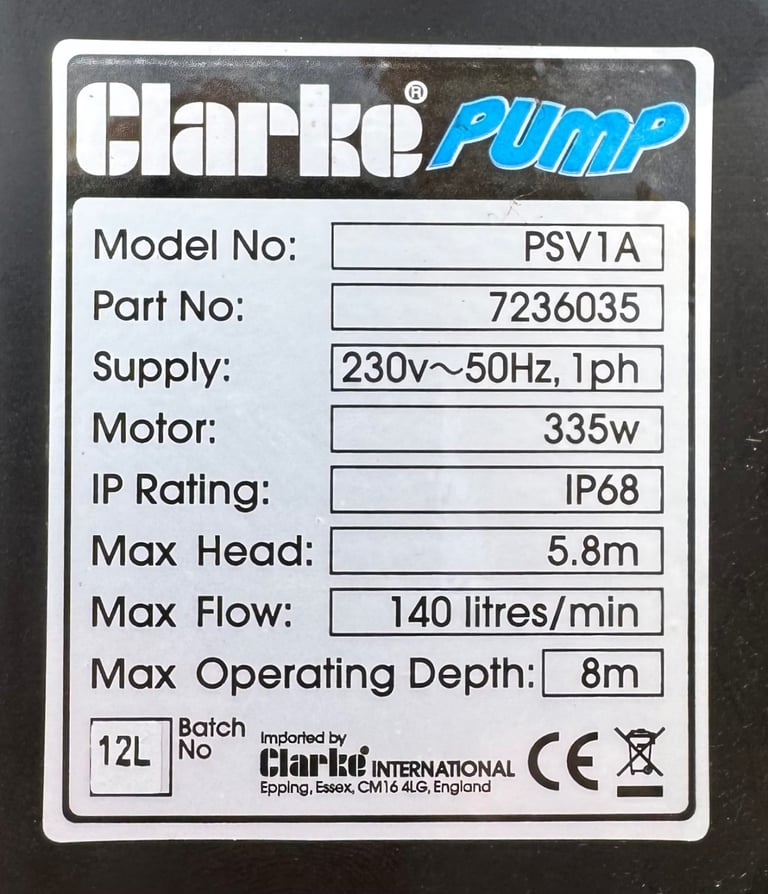 Clarke® PUMP
Model No: PSV1A
Part No: 7236035
Supply: 230v~50Hz, 1ph
Motor: 335w
IP Rating: IP68
Max Head: 5.8m
Max Flow: 140 litres/min
Max Operating Depth: 8m
12L Batch No
Imported by
Clarke® INTERNATIONAL
Epping, Essex, CM16 4LG, England
CE